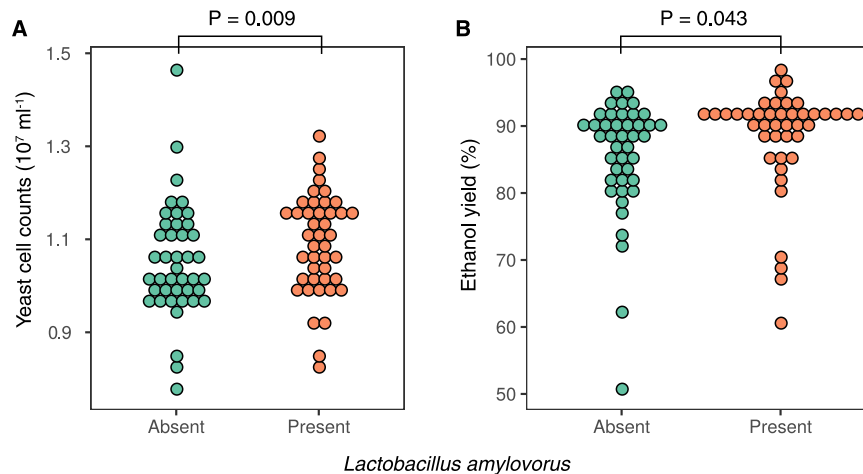 A
P = 0.009
Yeast cell counts (10⁷ ml⁻¹)
1.5
1.3
1.1
0.9
Absent
Present
B
P = 0.043
Ethanol yield (%)
100
90
80
70
60
50
Absent
Present
Lactobacillus amylovorus